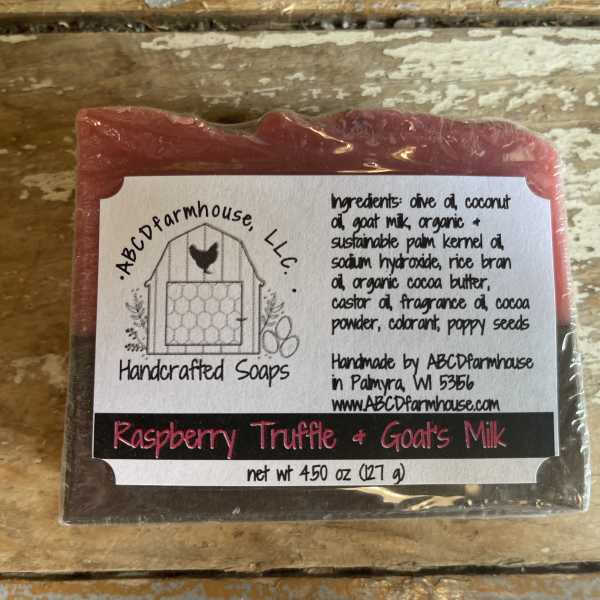 ·ABCDfarmhouse, LLC.·
Handcrafted Soaps
Ingredients: olive oil, coconut
oil, goat milk, organic +
sustainable palm kernel oil,
sodium hydroxide, rice bran
oil, organic cocoa butter,
castor oil, fragrance oil, cocoa
powder, colorant, poppy seeds
Handmade by ABCDfarmhouse
in Palmyra, WI 53156
www.ABCDfarmhouse.com
Raspberry Truffle + Goat's Milk
net wt 4.50 oz (127 g)